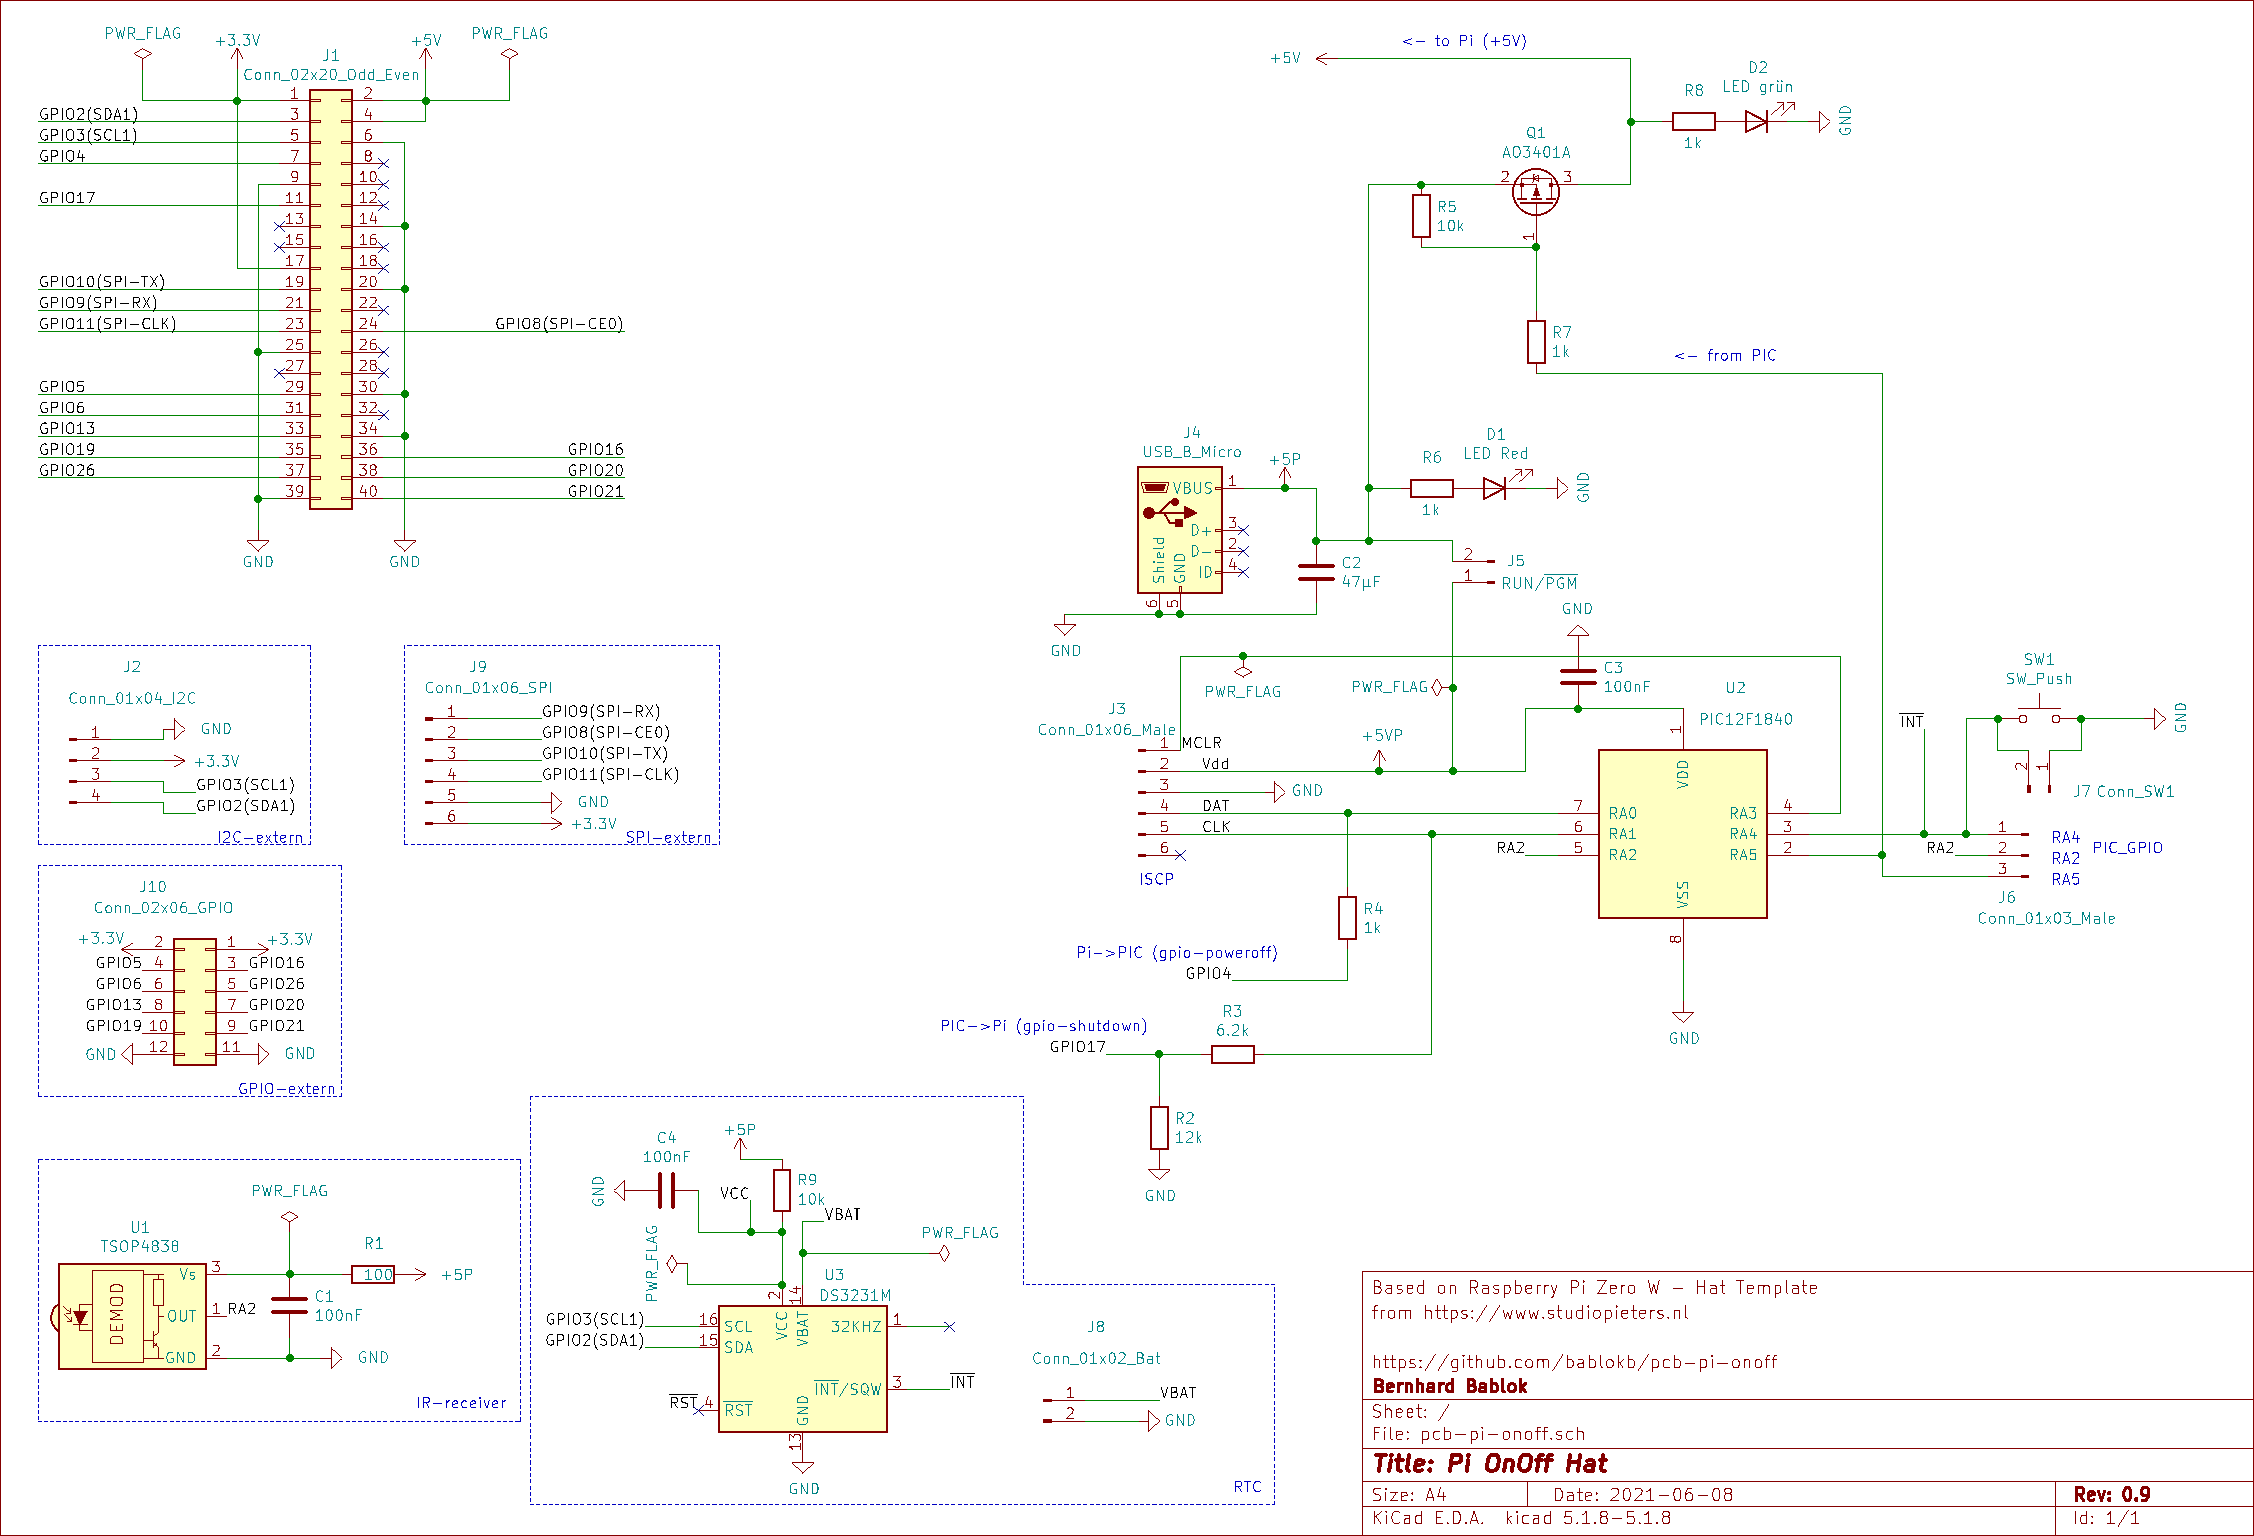 PWR_FLAG
+3.3V
J1
Conn_02x20_Odd_Even
+5V
PWR_FLAG
1 2
GPIO2(SDA1) 3 4
GPIO3(SCL1) 5 6
GPIO4 7 8
9 10
GPIO17 11 12
13 14
15 16
17 18
GPIO10(SPI-TX) 19 20
GPIO9(SPI-RX) 21 22
GPIO11(SPI-CLK) 23 24 GPIO8(SPI-CE0)
25 26
27 28
GPIO5 29 30
GPIO6 31 32
GPIO13 33 34
GPIO19 35 36 GPIO16
GPIO26 37 38 GPIO20
39 40 GPIO21
GND
GND
+5V
<- to Pi (+5V)
D2
LED grün
R8
1k
GND
Q1
AO3401A
2 3
1
R5
10k
R7
1k
<- from PIC
J4
USB_B_Micro
+5P
VBUS 1
D+ 3
D- 2
ID 4
Shield
GND
6 5
GND
D1
LED Red
R6
1k
GND
C2
47µF
2 J5
1 RUN/PGM
GND
C3
100nF
PWR_FLAG
PWR_FLAG
J3
Conn_01x06_Male
1 MCLR
2 Vdd
3 GND
4 DAT
5 CLK
6
ISCP
+5VP
U2
PIC12F1840
1
VDD
7 RA0 RA3 4
6 RA1 RA4 3
RA2 5 RA2 RA5 2
VSS
8
GND
INT
SW1
SW_Push
GND
2 1
J7 Conn_SW1
1 RA4
RA2 2 RA2
3 RA5
PIC_GPIO
J6
Conn_01x03_Male
R4
1k
Pi->PIC (gpio-poweroff)
GPIO4
R3
6.2k
PIC->Pi (gpio-shutdown)
GPIO17
R2
12k
GND
J2
Conn_01x04_I2C
1 GND
2 +3.3V
3 GPIO3(SCL1)
4 GPIO2(SDA1)
I2C-extern
J9
Conn_01x06_SPI
1 GPIO9(SPI-RX)
2 GPIO8(SPI-CE0)
3 GPIO10(SPI-TX)
4 GPIO11(SPI-CLK)
5 GND
6 +3.3V
SPI-extern
J10
Conn_02x06_GPIO
+3.3V 2 1 +3.3V
GPIO5 4 3 GPIO16
GPIO6 6 5 GPIO26
GPIO13 8 7 GPIO20
GPIO19 10 9 GPIO21
GND 12 11 GND
GPIO-extern
PWR_FLAG
U1
TSOP4838
R1
100
+5P
DEMOD
Vs 3
OUT 1 RA2
GND 2
C1
100nF
GND
IR-receiver
+5P
C4
100nF
GND
R9
10k
VCC
VBAT
PWR_FLAG
PWR_FLAG
U3
DS3231M
2 14
VCC VBAT
GPIO3(SCL1) 16 SCL
GPIO2(SDA1) 15 SDA
32KHZ 1
INT/SQW 3 INT
RST 4 RST
GND
13
GND
J8
Conn_01x02_Bat
1 VBAT
2 GND
RTC
Based on Raspberry Pi Zero W - Hat Template
from https://www.studiopieters.nl
https://github.com/bablokb/pcb-pi-onoff
Bernhard Bablok
Sheet: /
File: pcb-pi-onoff.sch
Title: Pi OnOff Hat
Size: A4 Date: 2021-06-08 Rev: 0.9
KiCad E.D.A. kicad 5.1.8-5.1.8 Id: 1/1